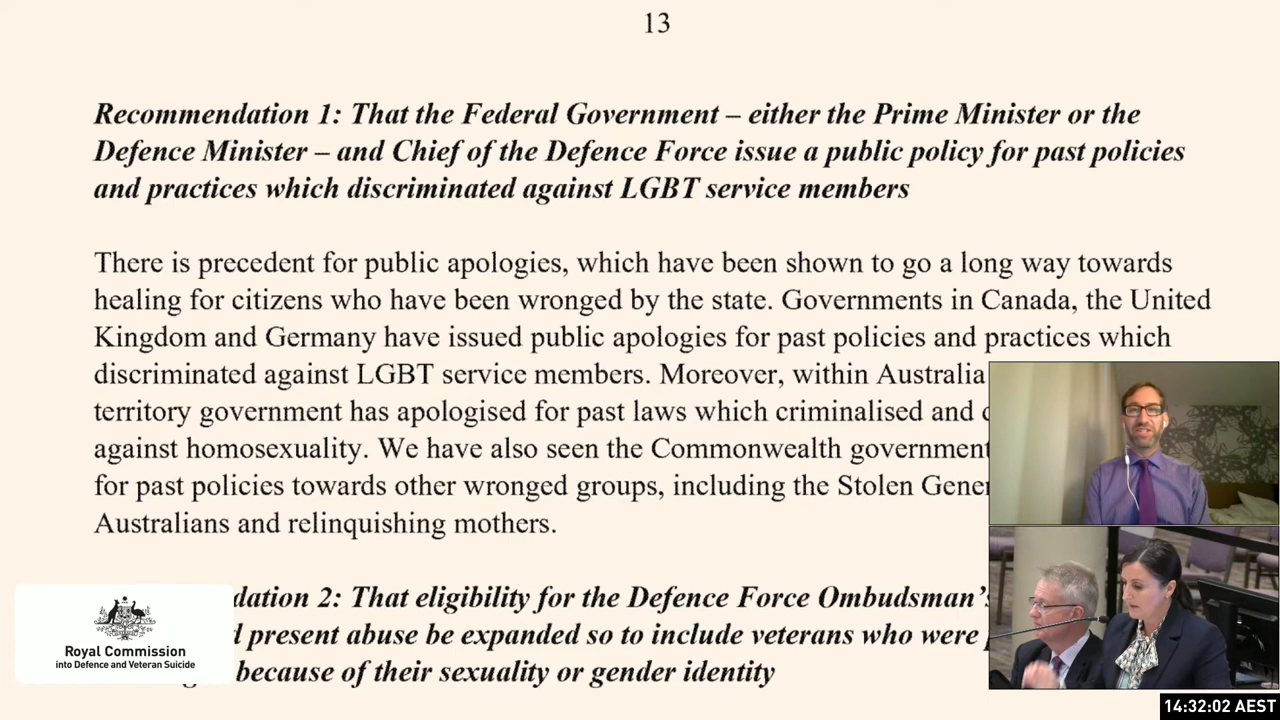 13
Recommendation 1: That the Federal Government – either the Prime Minister or the
Defence Minister – and Chief of the Defence Force issue a public policy for past policies
and practices which discriminated against LGBT service members
There is precedent for public apologies, which have been shown to go a long way towards
healing for citizens who have been wronged by the state. Governments in Canada, the United
Kingdom and Germany have issued public apologies for past policies and practices which
discriminated against LGBT service members. Moreover, within Australia
territory government has apologised for past laws which criminalised and
against homosexuality. We have also seen the Commonwealth government
for past policies towards other wronged groups, including the Stolen
Australians and relinquishing mothers.
2: That eligibility for the Defence Force Ombudsman's
present abuse be expanded so to include veterans who were
because of their sexuality or gender identity
Royal Commission
into Defence and Veteran Suicide
14:32:02 AEST